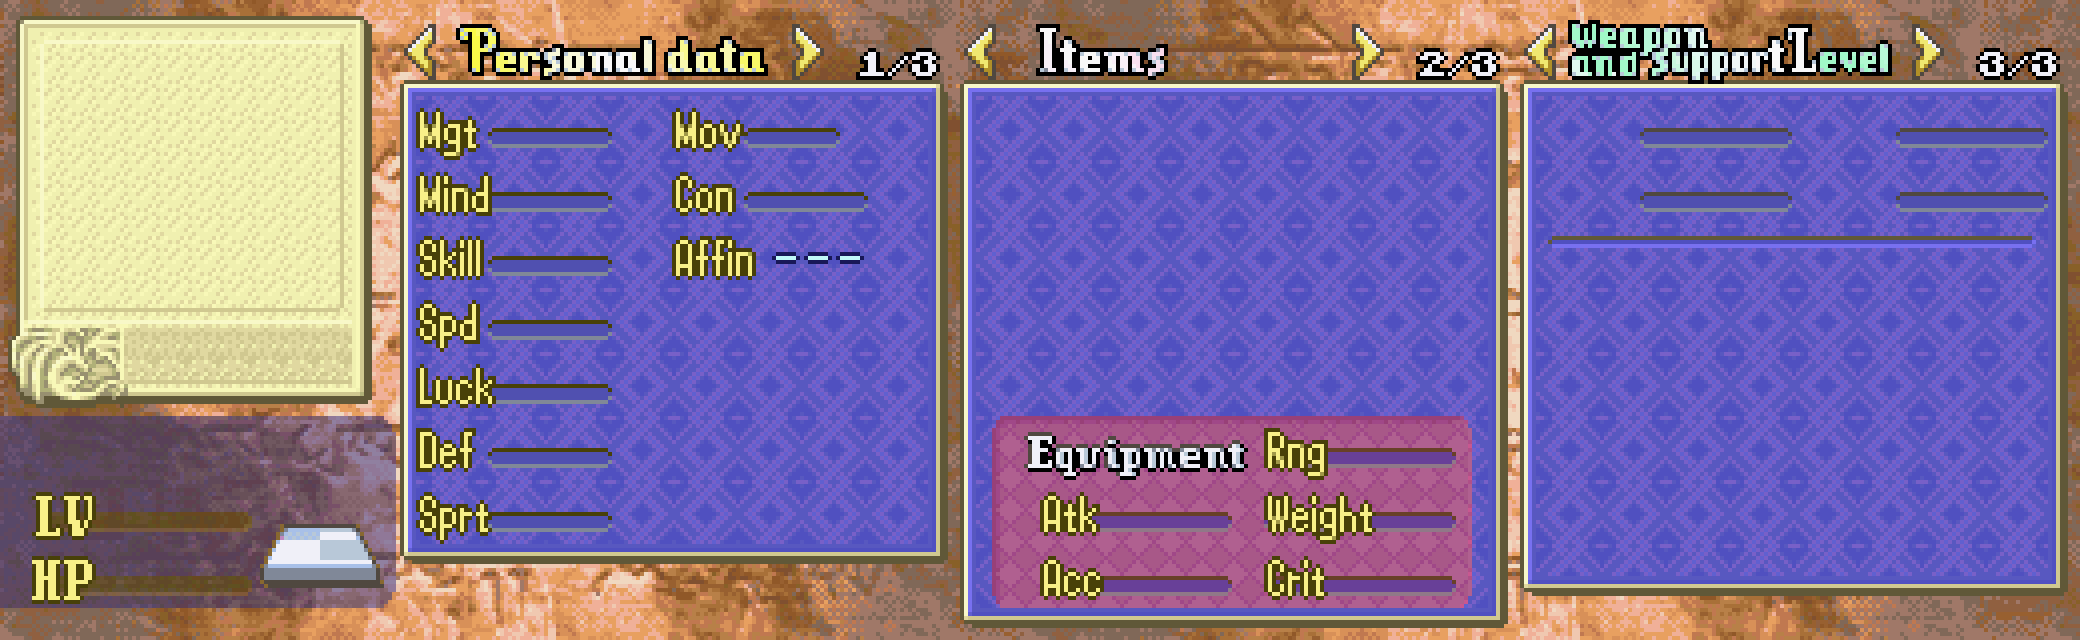 Personal data 1/3
Mgt
Mov
Mind
Con
Skill
Affin ---
Spd
Luck
Def
Sprt
LV
HP
Items 2/3
Equipment
Rng
Atk
Weight
Acc
Crit
Weapon
and Support Level 3/3